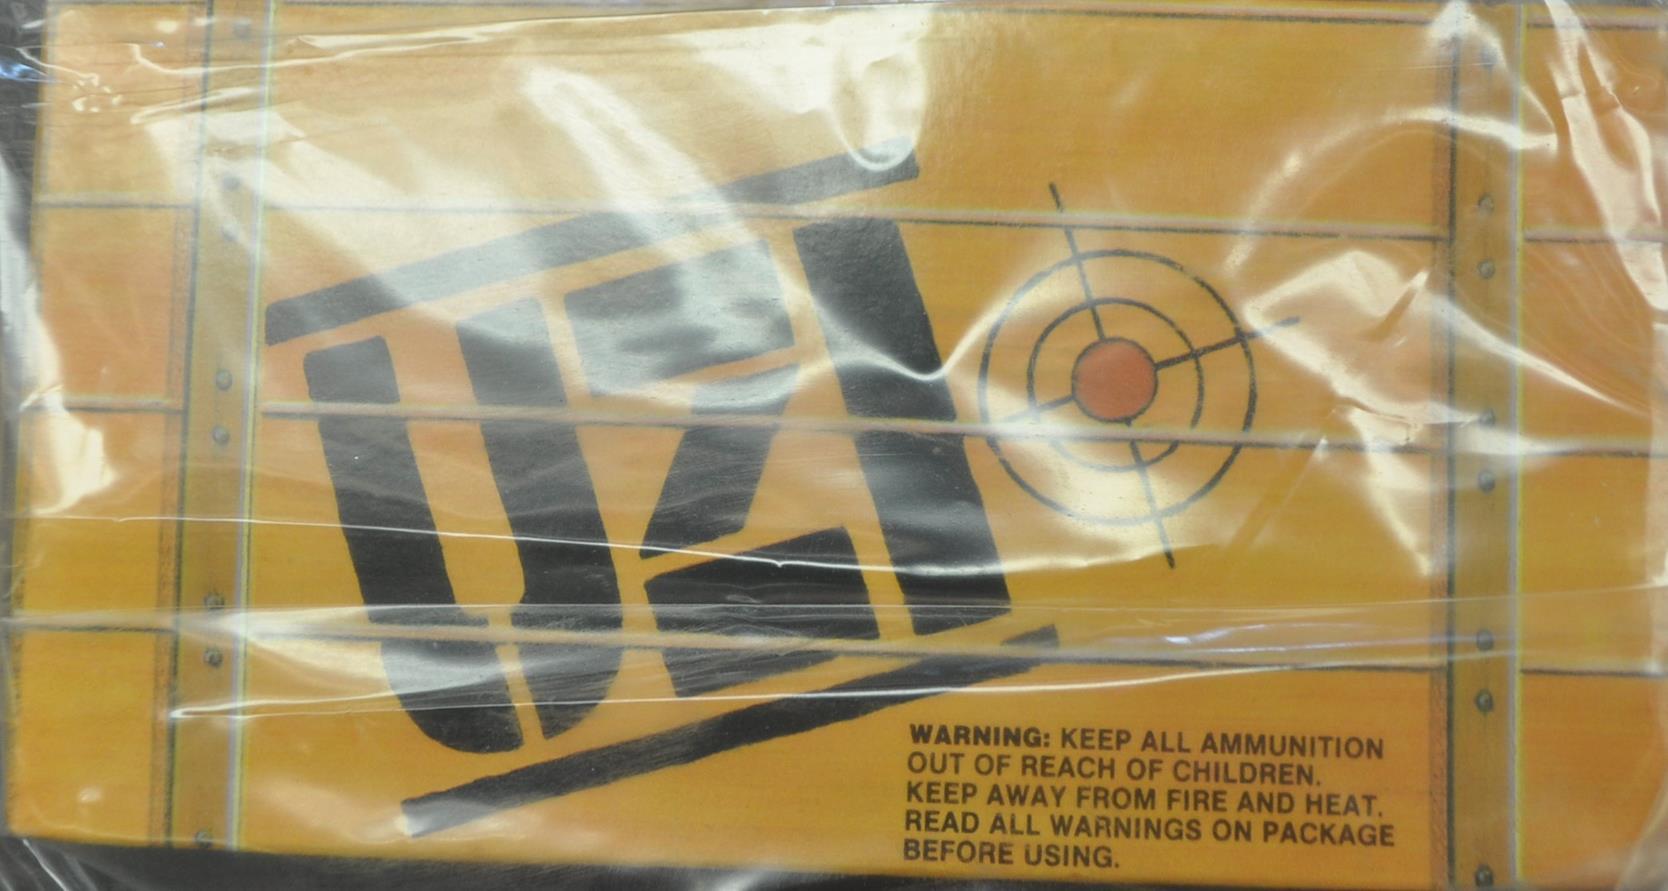 UZI
WARNING: KEEP ALL AMMUNITION
OUT OF REACH OF CHILDREN.
KEEP AWAY FROM FIRE AND HEAT.
READ ALL WARNINGS ON PACKAGE
BEFORE USING.